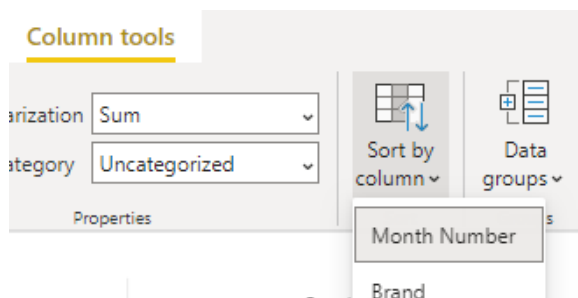 Column tools
arization Sum
ategory Uncategorized
Properties
Sort by
column
Data
groups
s
Month Number
Brand